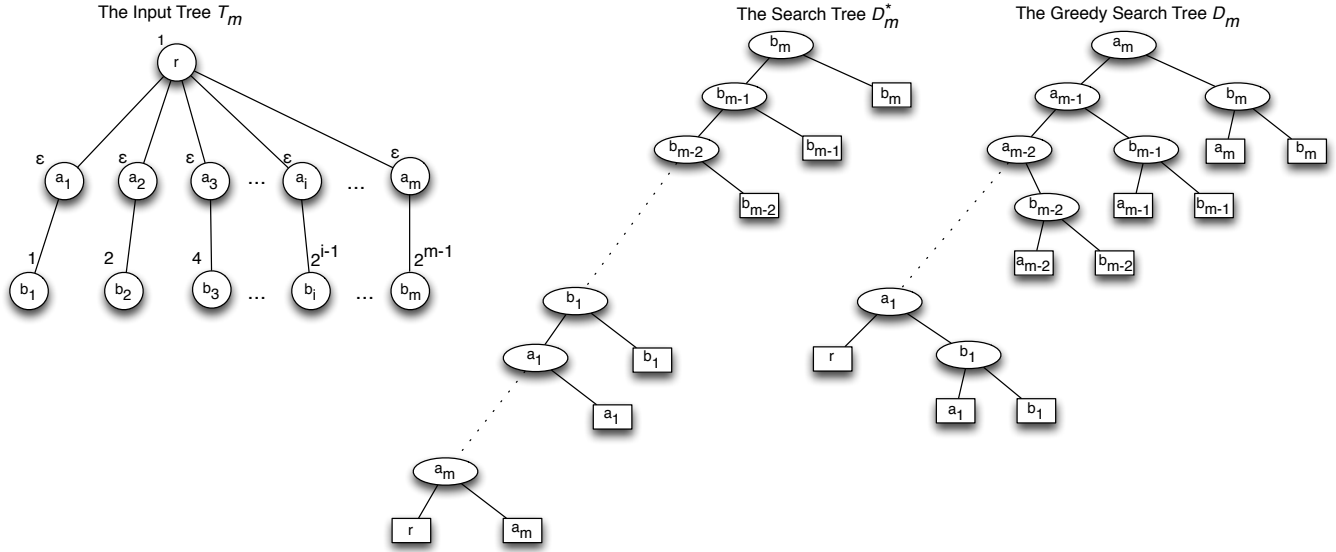 The Input Tree T_m
1
r
ε ε ε ε ε
a_1 a_2 a_3 ... a_i ... a_m
1 2 4 2^{i-1} 2^{m-1}
b_1 b_2 b_3 ... b_i ... b_m
The Search Tree D*_m
b_m
b_{m-1} b_m
b_{m-2} b_{m-1}
b_{m-2}
b_1
a_1 b_1
a_1
a_m
r a_m
The Greedy Search Tree D_m
a_m
a_{m-1} b_m
a_{m-2} b_{m-1} a_m b_m
b_{m-2} a_{m-1} b_{m-1}
a_{m-2} b_{m-2}
a_1
r b_1
a_1 b_1